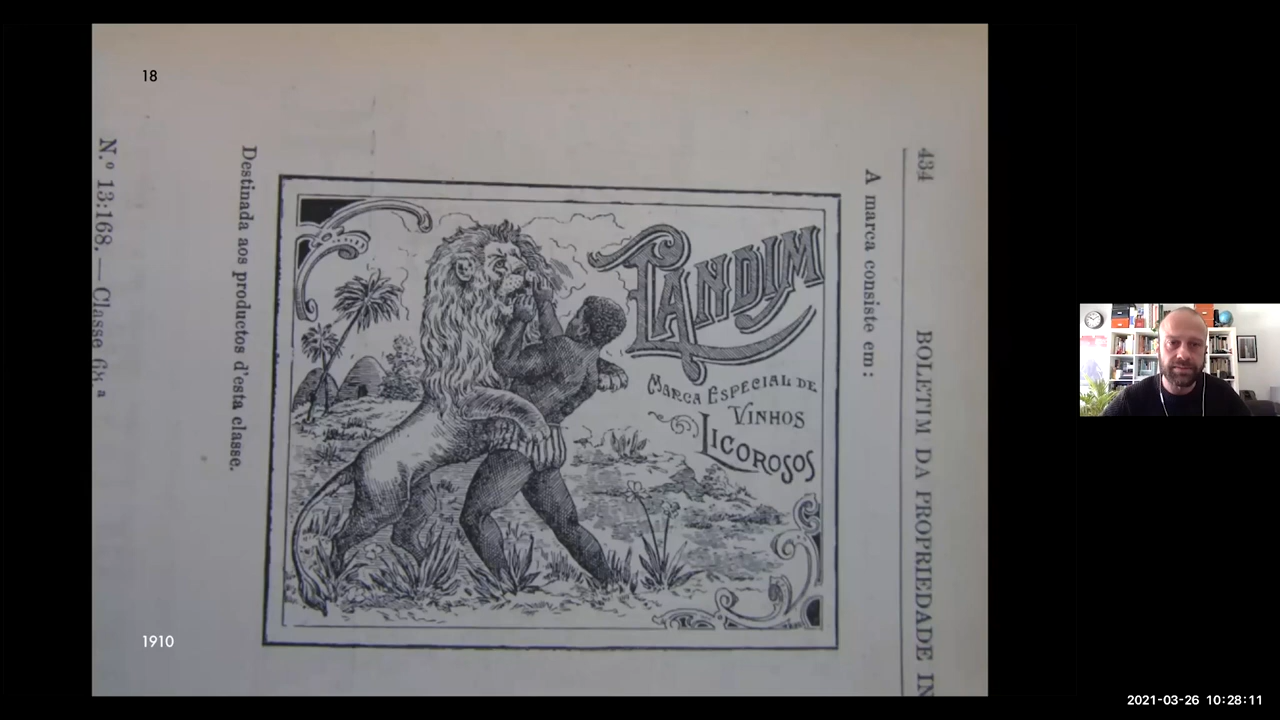 18
434 BOLETIM DA PROPRIEDADE IN
A marca consiste em:
LANDIM
MARCA ESPECIAL DE
VINHOS
LICOROSOS
Destinada aos productos d'esta classe.
N.º 13:168. — Classe 68.ª
1910
2021-03-26 10:28:11